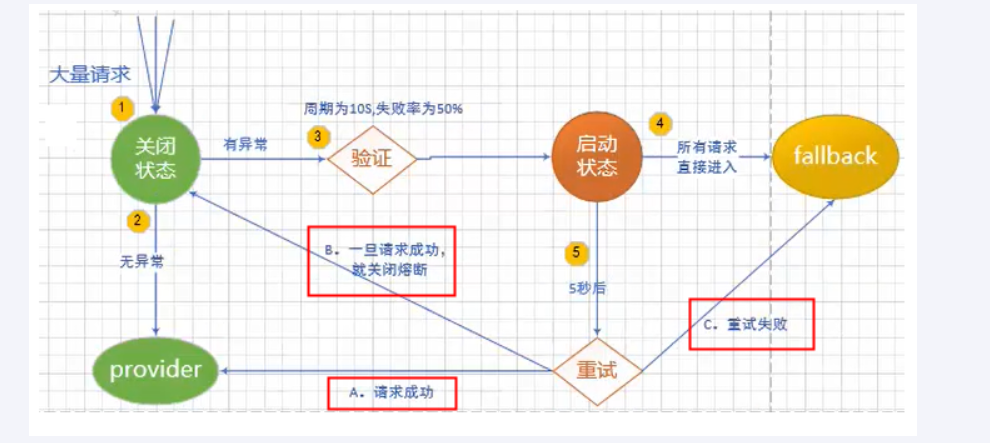 大量请求
1
关闭
状态
有异常
周期为10S,失败率为50%
3
验证
启动
状态
4
所有请求
直接进入
fallback
2
无异常
B. 一旦请求成功，
就关闭熔断
5
5秒后
C. 重试失败
provider
重试
A. 请求成功